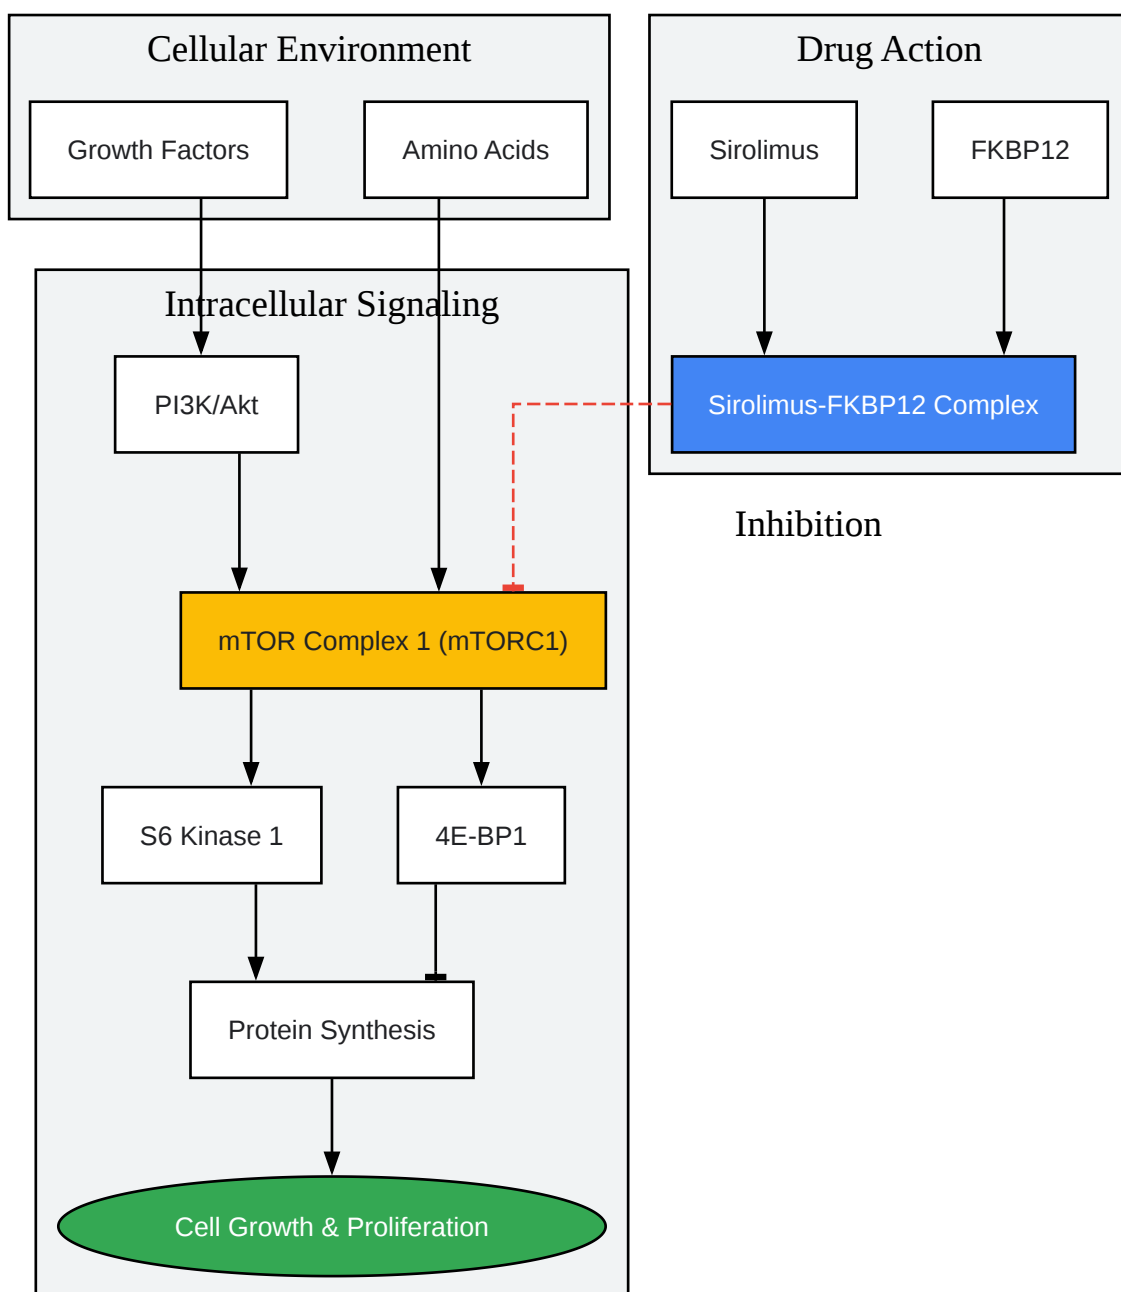 Cellular Environment
Drug Action
Growth Factors
Amino Acids
Sirolimus
FKBP12
Intracellular Signaling
PI3K/Akt
Sirolimus-FKBP12 Complex
Inhibition
mTOR Complex 1 (mTORC1)
S6 Kinase 1
4E-BP1
Protein Synthesis
Cell Growth & Proliferation